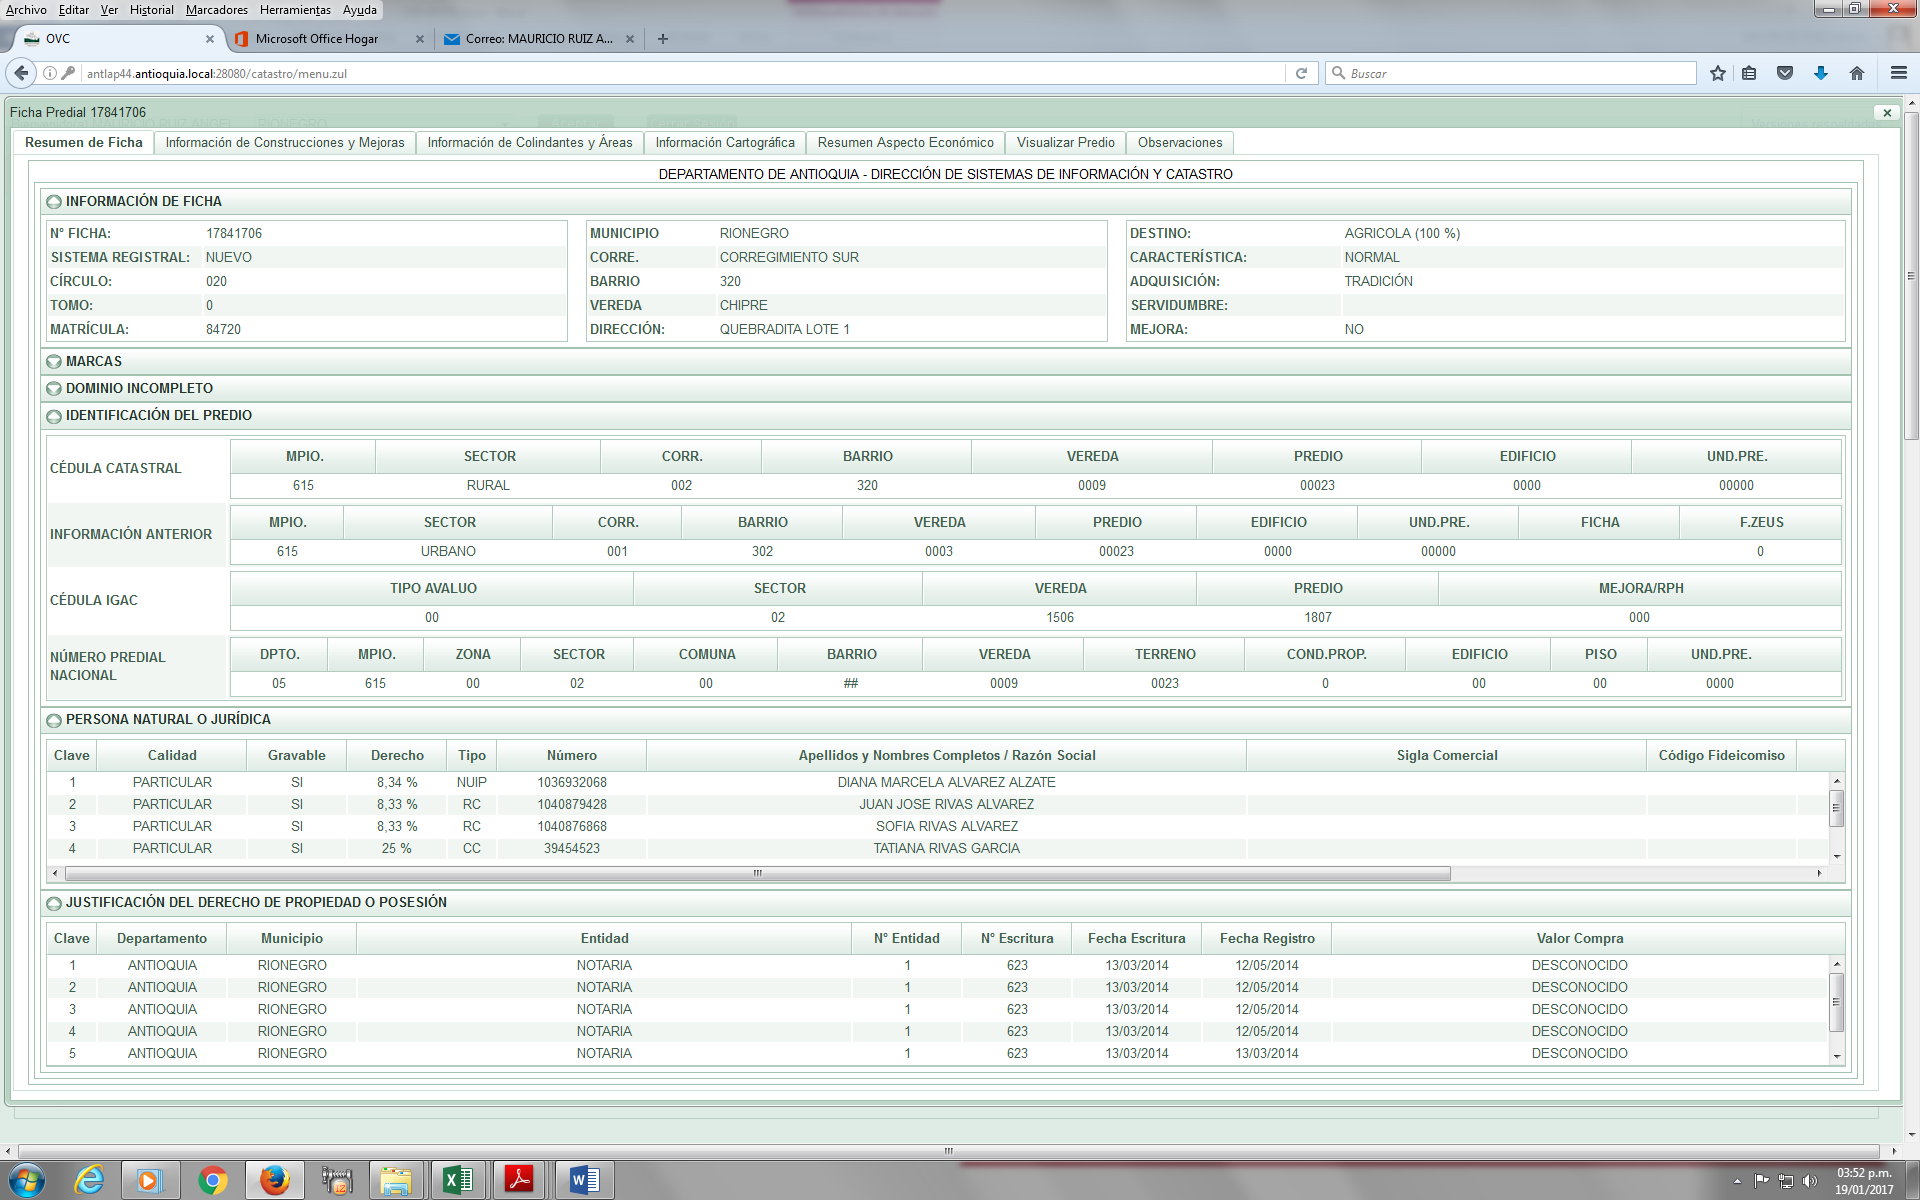 Archivo Editar Ver Historial Marcadores Herramientas Ayuda
OVC Microsoft Office Hogar Correo: MAURICIO RUIZ A...
antlap44.antioquia.local:28080/catastro/menu.zul Buscar
Ficha Predial 17841706
Resumen de Ficha Información de Construcciones y Mejoras Información de Colindantes y Áreas Información Cartográfica Resumen Aspecto Económico Visualizar Predio Observaciones
DEPARTAMENTO DE ANTIOQUIA - DIRECCIÓN DE SISTEMAS DE INFORMACIÓN Y CATASTRO
INFORMACIÓN DE FICHA
N° FICHA: 17841706 MUNICIPIO RIONEGRO DESTINO: AGRICOLA (100 %)
SISTEMA REGISTRAL: NUEVO CORRE. CORREGIMIENTO SUR CARACTERÍSTICA: NORMAL
CÍRCULO: 020 BARRIO 320 ADQUISICIÓN: TRADICIÓN
TOMO: 0 VEREDA CHIPRE SERVIDUMBRE:
MATRÍCULA: 84720 DIRECCIÓN: QUEBRADITA LOTE 1 MEJORA: NO
MARCAS
DOMINIO INCOMPLETO
IDENTIFICACIÓN DEL PREDIO
CÉDULA CATASTRAL
MPIO. SECTOR CORR. BARRIO VEREDA PREDIO EDIFICIO UND.PRE.
615 RURAL 002 320 0009 00023 0000 00000
INFORMACIÓN ANTERIOR
MPIO. SECTOR CORR. BARRIO VEREDA PREDIO EDIFICIO UND.PRE. FICHA F.ZEUS
615 URBANO 001 302 0003 00023 0000 00000 0
CÉDULA IGAC
TIPO AVALUO SECTOR VEREDA PREDIO MEJORA/RPH
00 02 1506 1807 000
NÚMERO PREDIAL
NACIONAL
DPTO. MPIO. ZONA SECTOR COMUNA BARRIO VEREDA TERRENO COND.PROP. EDIFICIO PISO UND.PRE.
05 615 00 02 00 ## 0009 0023 0 00 00 0000
PERSONA NATURAL O JURÍDICA
Clave Calidad Gravable Derecho Tipo Número Apellidos y Nombres Completos / Razón Social Sigla Comercial Código Fideicomiso
1 PARTICULAR SI 8,34 % NUIP 1036932068 DIANA MARCELA ALVAREZ ALZATE
2 PARTICULAR SI 8,33 % RC 1040879428 JUAN JOSE RIVAS ALVAREZ
3 PARTICULAR SI 8,33 % RC 1040876868 SOFIA RIVAS ALVAREZ
4 PARTICULAR SI 25 % CC 39454523 TATIANA RIVAS GARCIA
JUSTIFICACIÓN DEL DERECHO DE PROPIEDAD O POSESIÓN
Clave Departamento Municipio Entidad N° Entidad N° Escritura Fecha Escritura Fecha Registro Valor Compra
1 ANTIOQUIA RIONEGRO NOTARIA 1 623 13/03/2014 12/05/2014 DESCONOCIDO
2 ANTIOQUIA RIONEGRO NOTARIA 1 623 13/03/2014 12/05/2014 DESCONOCIDO
3 ANTIOQUIA RIONEGRO NOTARIA 1 623 13/03/2014 12/05/2014 DESCONOCIDO
4 ANTIOQUIA RIONEGRO NOTARIA 1 623 13/03/2014 12/05/2014 DESCONOCIDO
5 ANTIOQUIA RIONEGRO NOTARIA 1 623 13/03/2014 13/03/2014 DESCONOCIDO
03:52 p.m.
19/01/2017